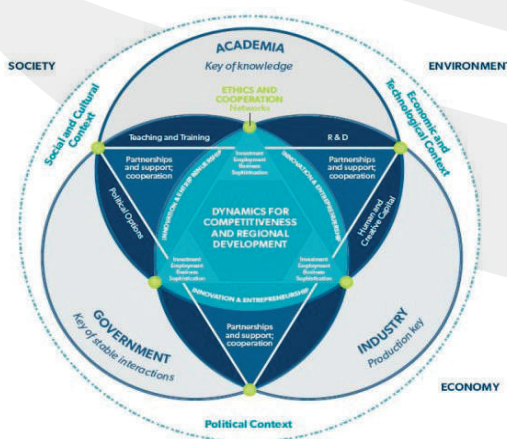 ACADEMIA
Key of knowledge
SOCIETY
ENVIRONMENT
ETHICS AND
COOPERATION
Networks
Social and Cultural
Context
Economic and
Technological Context
Teaching and Training
R & D
Partnerships
and support;
cooperation
Partnerships
and support;
cooperation
Investment
Employment
Business
Sophistication
INNOVATION & ENTREPRENEURSHIP
INNOVATION & ENTREPRENEURSHIP
Political Options
Human and
Creative Capital
DYNAMICS FOR
COMPETITIVENESS
AND REGIONAL
DEVELOPMENT
Investment
Employment
Business
Sophistication
Investment
Employment
Business
Sophistication
INNOVATION & ENTREPRENEURSHIP
Partnerships
and support;
cooperation
GOVERNMENT
Key of stable interactions
INDUSTRY
Production key
ECONOMY
Political Context